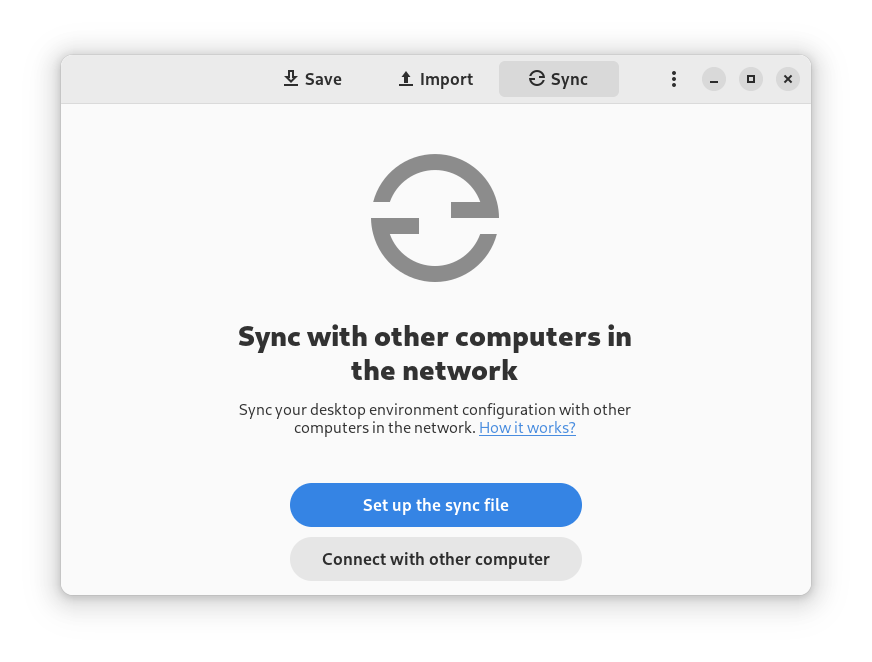 Save Import Sync
Sync with other computers in
the network
Sync your desktop environment configuration with other
computers in the network. How it works?
Set up the sync file
Connect with other computer